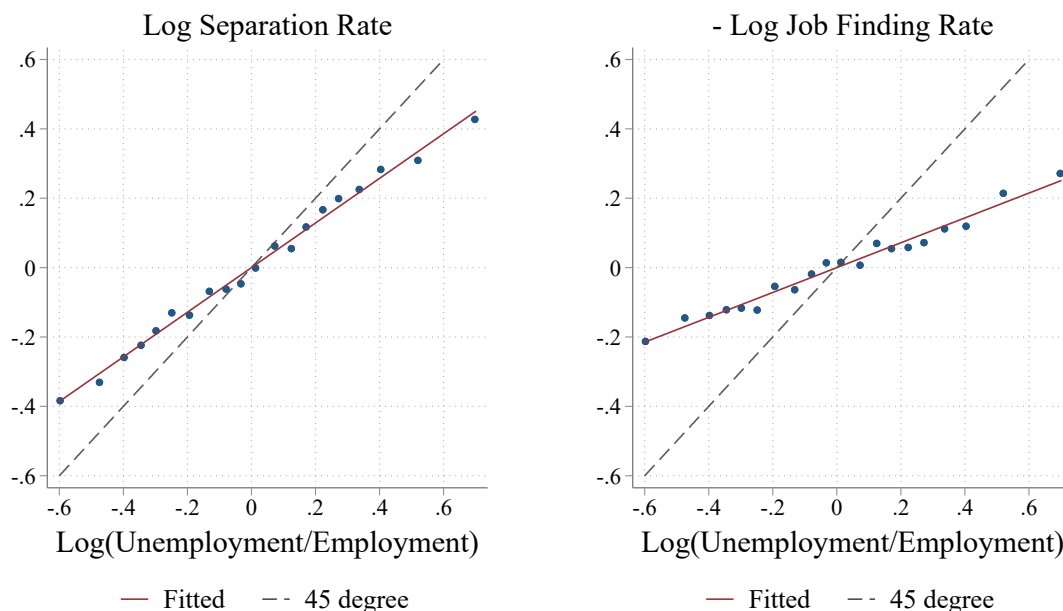 Log Separation Rate
.6
.4
.2
0
-.2
-.4
-.6
-.6 -.4 -.2 0 .2 .4 .6
Log(Unemployment/Employment)
Fitted 45 degree
- Log Job Finding Rate
.6
.4
.2
0
-.2
-.4
-.6
-.6 -.4 -.2 0 .2 .4 .6
Log(Unemployment/Employment)
Fitted 45 degree